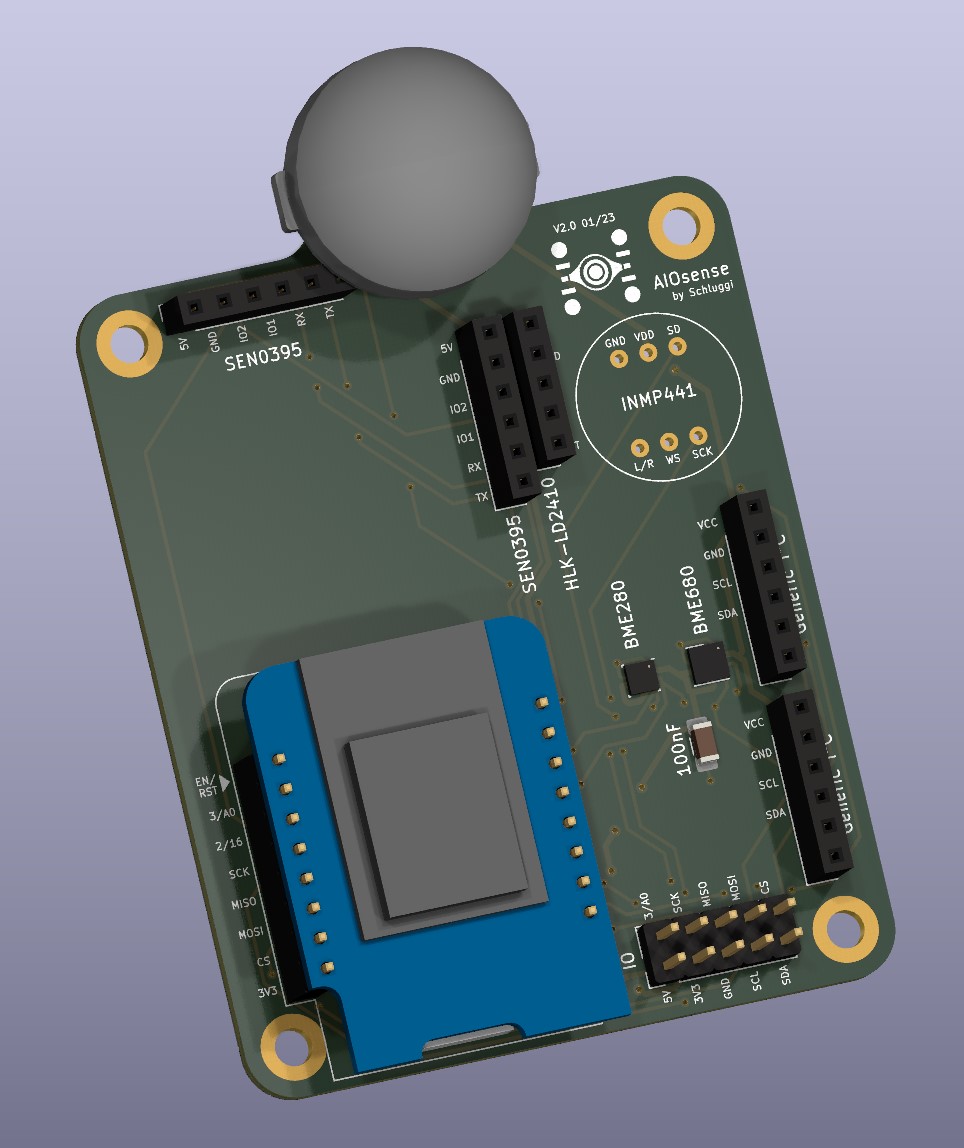 V2.0 01/23
AIOsense
by Schluggi
5V
GND
IO2
IO1
RX
TX
SEN0395
5V
GND
IO2
IO1
RX
TX
SEN0395
HLK-LD2410
GND
VDD
SD
INMP441
L/R
WS
SCK
VCC
GND
SCL
SDA
BME280
BME680
100nF
VCC
GND
SCL
SDA
EN/
RST
3/A0
2/16
SCK
MISO
MOSI
CS
3V3
3/A0
SCK
MISO
MOSI
CS
IO
5V
3V3
GND
SCL
SDA